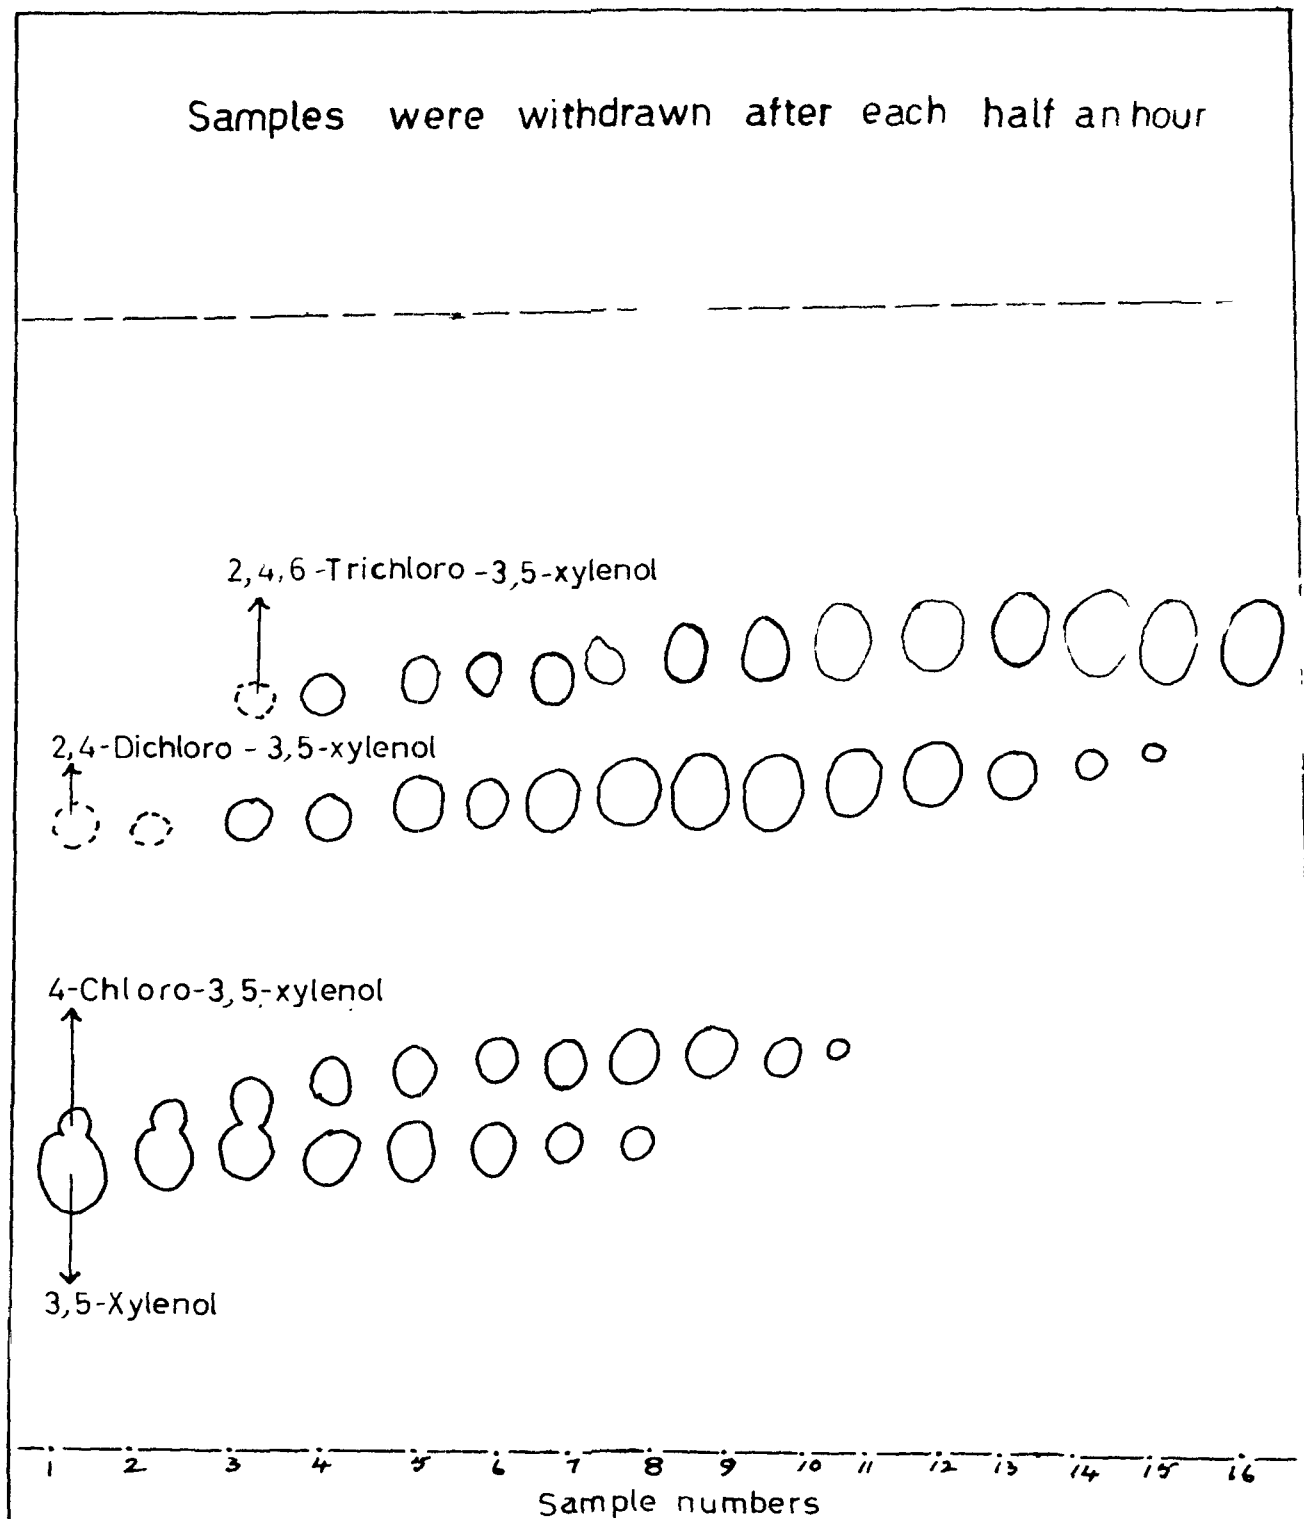 Samples were withdrawn after each half an hour
2,4,6-Trichloro-3,5-xylenol
2,4-Dichloro-3,5-xylenol
4-Chloro-3,5-xylenol
3,5-Xylenol
1 2 3 4 5 6 7 8 9 10 11 12 13 14 15 16
Sample numbers